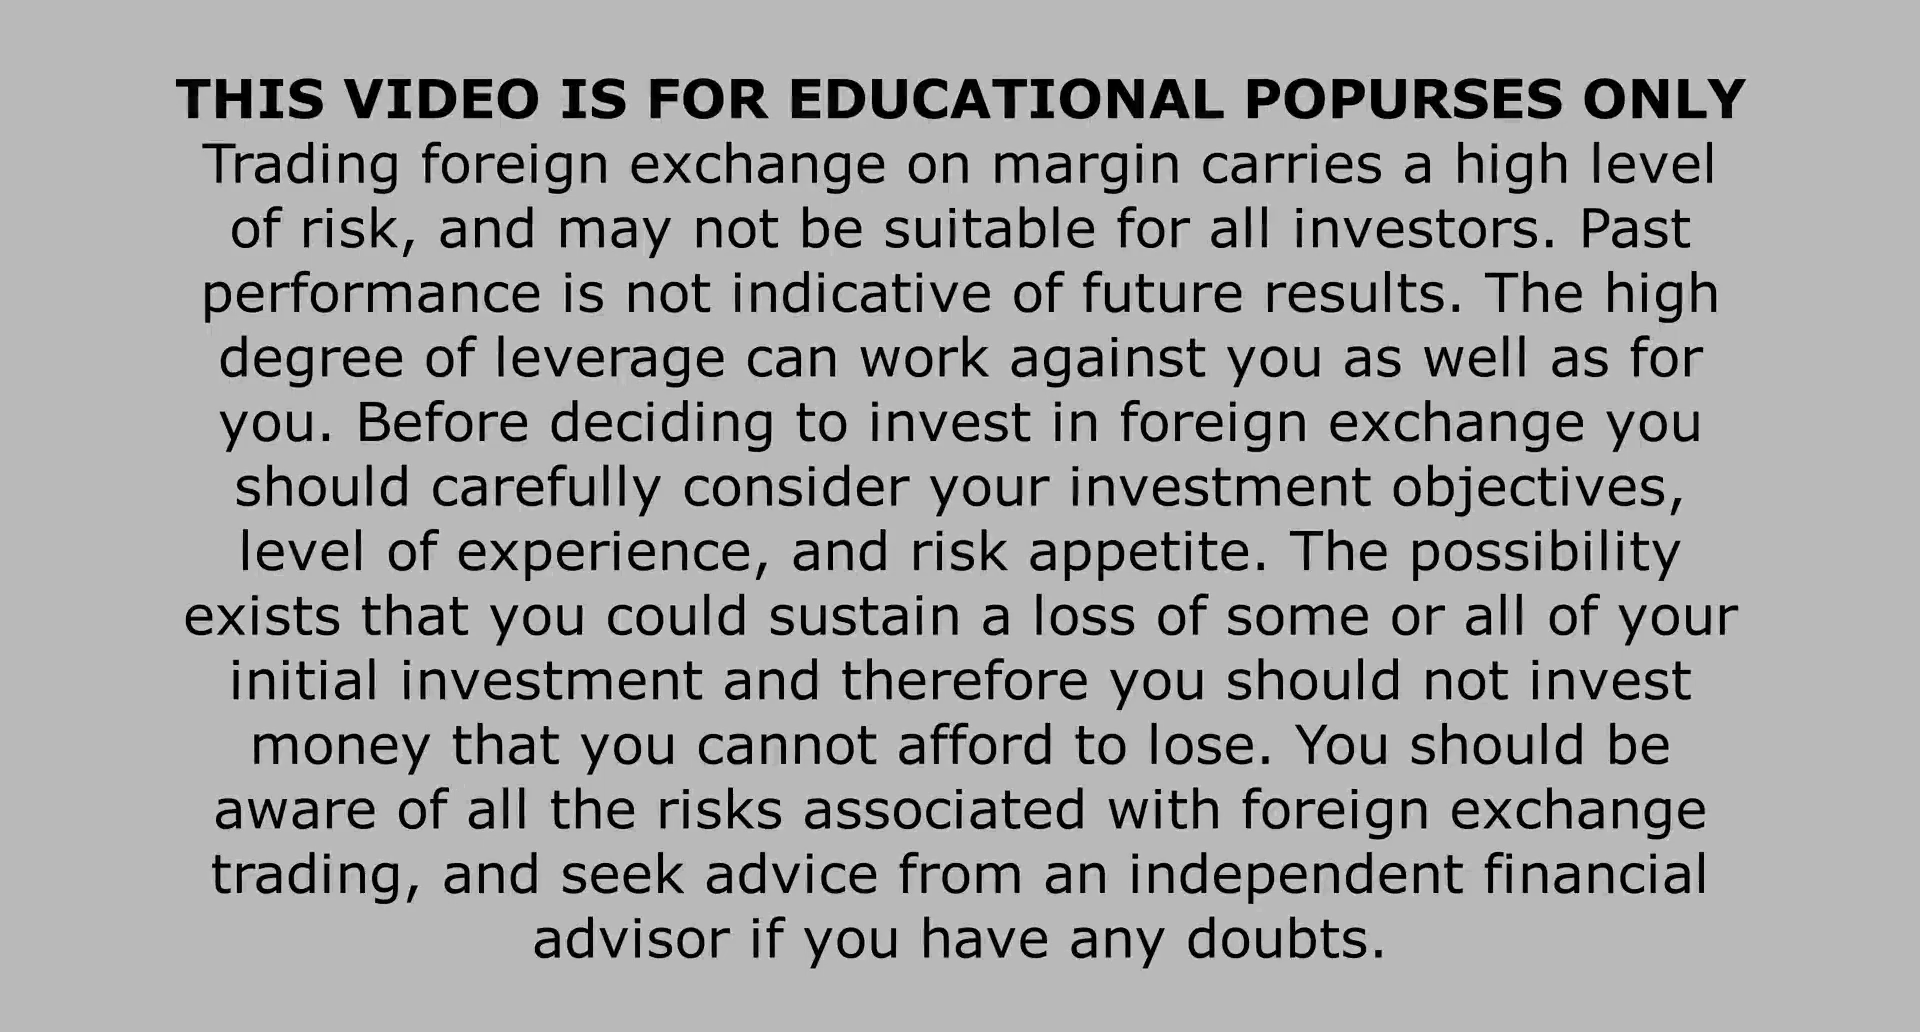 THIS VIDEO IS FOR EDUCATIONAL POPURSES ONLY
Trading foreign exchange on margin carries a high level
of risk, and may not be suitable for all investors. Past
performance is not indicative of future results. The high
degree of leverage can work against you as well as for
you. Before deciding to invest in foreign exchange you
should carefully consider your investment objectives,
level of experience, and risk appetite. The possibility
exists that you could sustain a loss of some or all of your
initial investment and therefore you should not invest
money that you cannot afford to lose. You should be
aware of all the risks associated with foreign exchange
trading, and seek advice from an independent financial
advisor if you have any doubts.